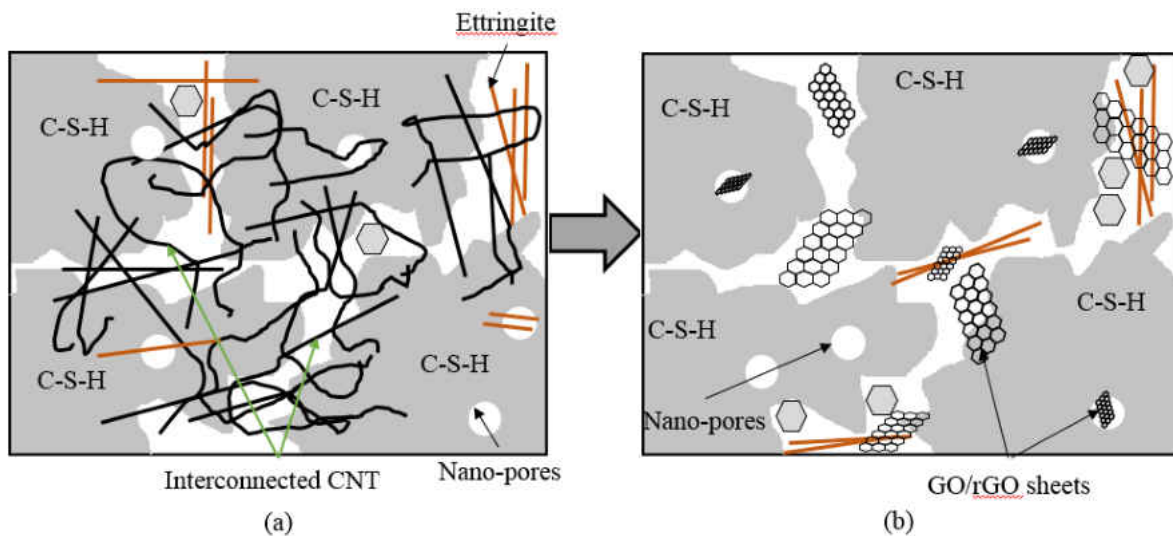 Ettringite
C-S-H
C-S-H
C-S-H
C-S-H
Interconnected CNT
Nano-pores
(a)
C-S-H
C-S-H
C-S-H
C-S-H
Nano-pores
GO/rGO sheets
(b)